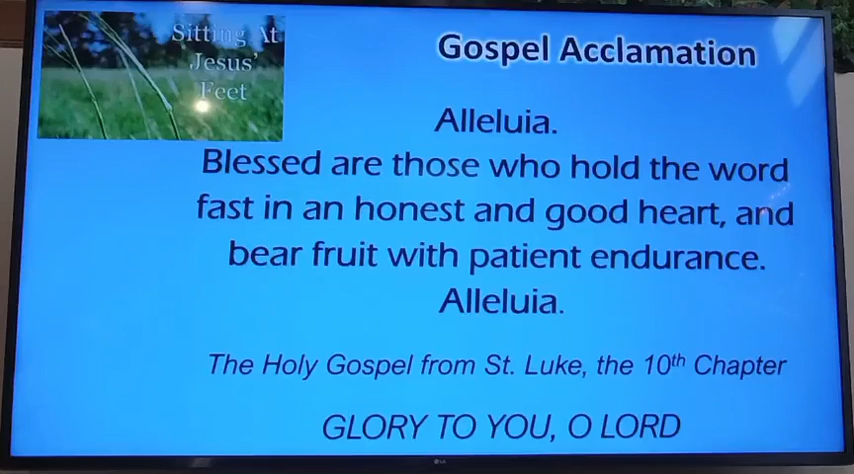 Sitting At
Jesus'
Feet
Gospel Acclamation
Alleluia.
Blessed are those who hold the word
fast in an honest and good heart, and
bear fruit with patient endurance.
Alleluia.
The Holy Gospel from St. Luke, the 10th Chapter
GLORY TO YOU, O LORD
LG